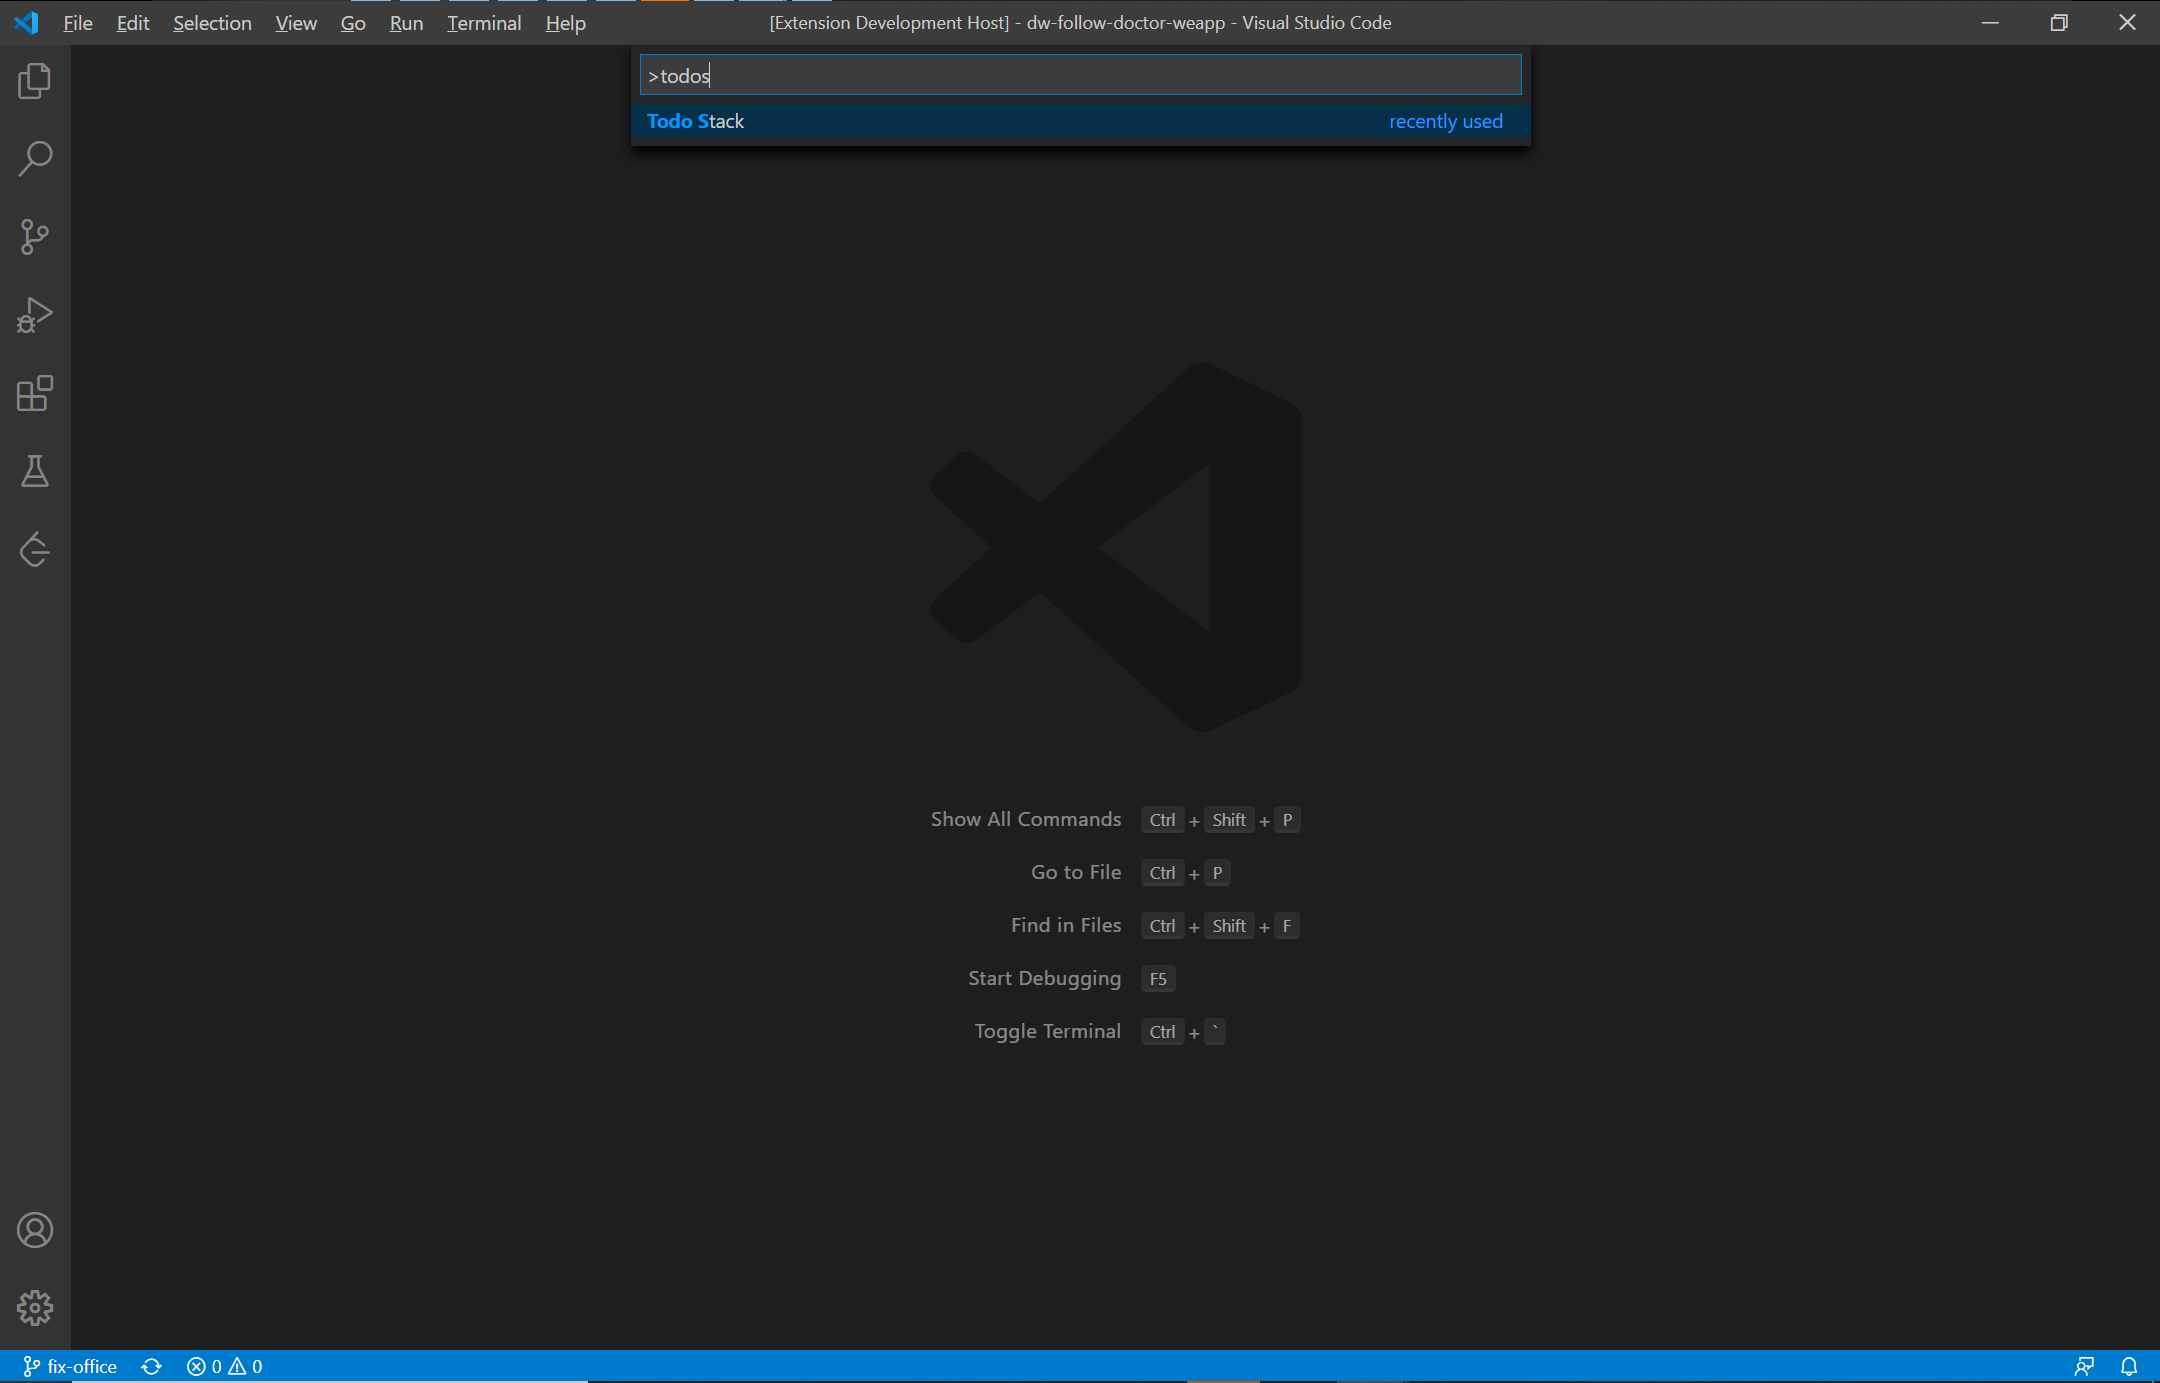 File Edit Selection View Go Run Terminal Help [Extension Development Host] - dw-follow-doctor-weapp - Visual Studio Code
>todos
Todo Stack recently used
Show All Commands Ctrl + Shift + P
Go to File Ctrl + P
Find in Files Ctrl + Shift + F
Start Debugging F5
Toggle Terminal Ctrl + `
fix-office 0 0